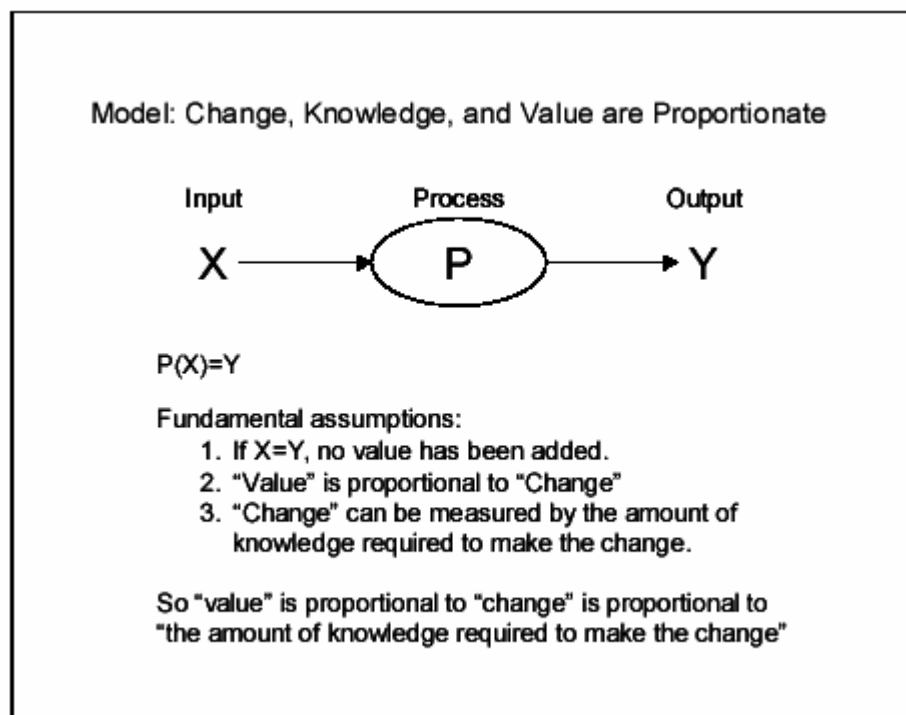 Model: Change, Knowledge, and Value are Proportionate
Input Process Output
X P Y
P(X)=Y
Fundamental assumptions:
1. If X=Y, no value has been added.
2. “Value” is proportional to “Change”
3. “Change” can be measured by the amount of
knowledge required to make the change.
So “value” is proportional to “change” is proportional to
“the amount of knowledge required to make the change”